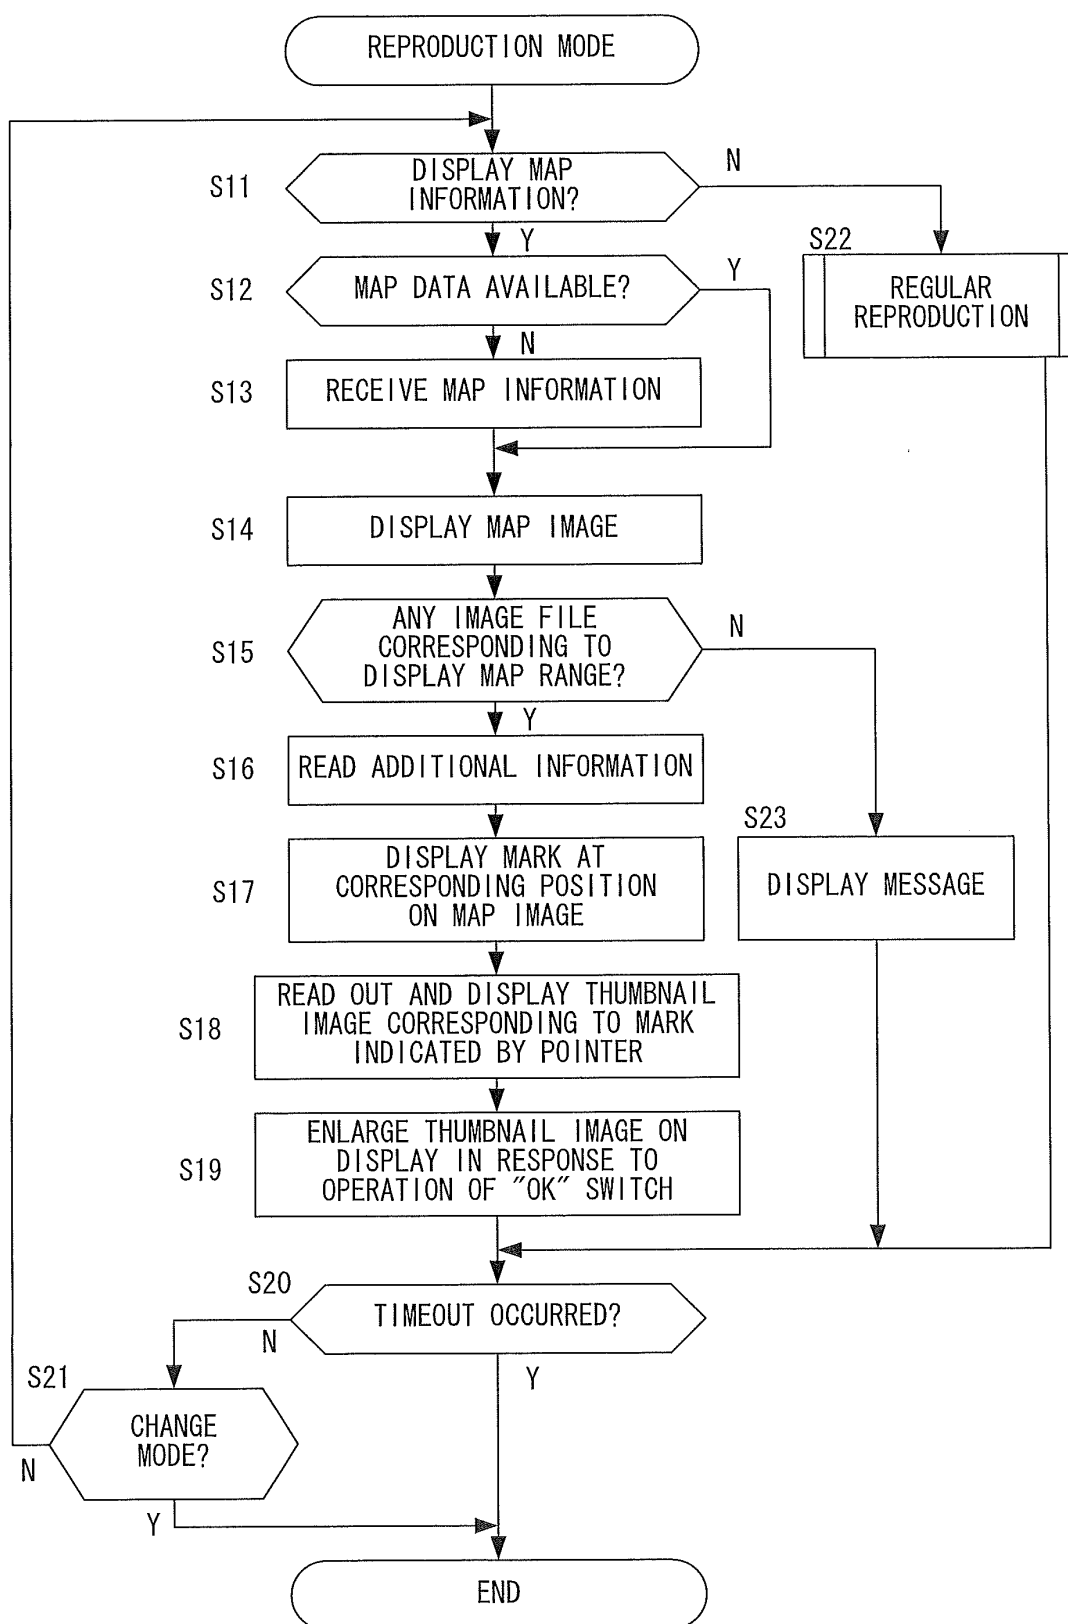 REPRODUCTION MODE
S11
DISPLAY MAP
INFORMATION?
N
Y
S22
REGULAR
REPRODUCTION
S12
MAP DATA AVAILABLE?
Y
N
S13
RECEIVE MAP INFORMATION
S14
DISPLAY MAP IMAGE
S15
ANY IMAGE FILE
CORRESPONDING TO
DISPLAY MAP RANGE?
N
Y
S16
READ ADDITIONAL INFORMATION
S23
DISPLAY MESSAGE
S17
DISPLAY MARK AT
CORRESPONDING POSITION
ON MAP IMAGE
S18
READ OUT AND DISPLAY THUMBNAIL
IMAGE CORRESPONDING TO MARK
INDICATED BY POINTER
S19
ENLARGE THUMBNAIL IMAGE ON
DISPLAY IN RESPONSE TO
OPERATION OF "OK" SWITCH
S20
TIMEOUT OCCURRED?
N
Y
S21
CHANGE
MODE?
N
Y
END